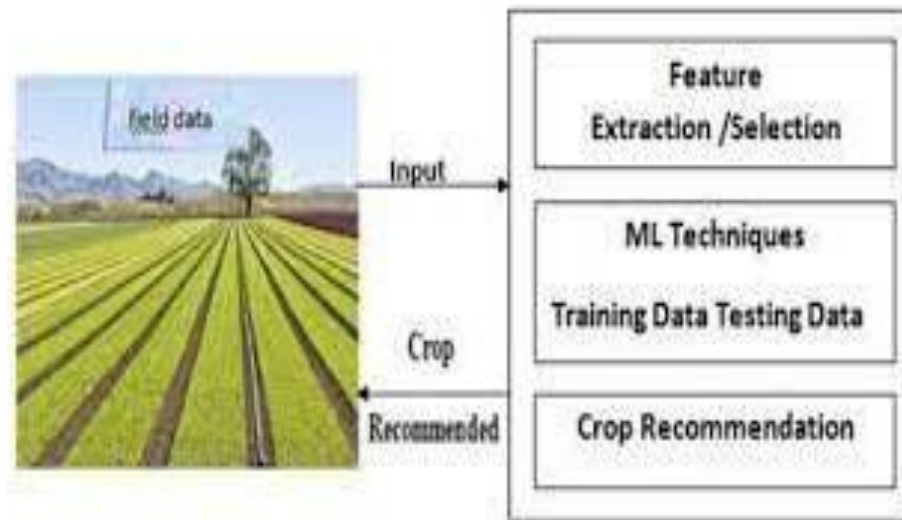 field data
Input
Crop
Recommended
Feature
Extraction /Selection
ML Techniques
Training Data Testing Data
Crop Recommendation